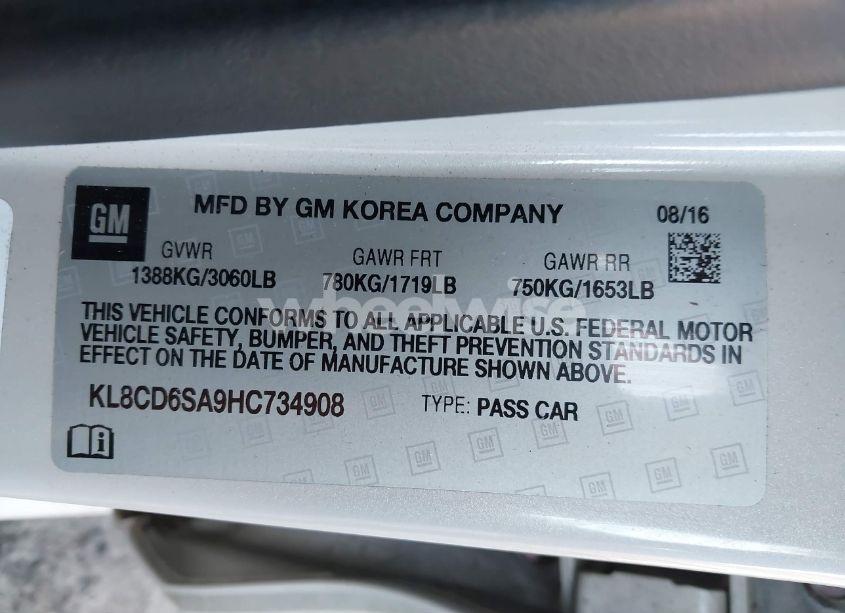 GM
MFD BY GM KOREA COMPANY 08/16
GVWR GAWR FRT GAWR RR
1388KG/3060LB 780KG/1719LB 750KG/1653LB
wheelwise
THIS VEHICLE CONFORMS TO ALL APPLICABLE U.S. FEDERAL MOTOR
VEHICLE SAFETY, BUMPER, AND THEFT PREVENTION STANDARDS IN
EFFECT ON THE DATE OF MANUFACTURE SHOWN ABOVE.
KL8CD6SA9HC734908 TYPE: PASS CAR